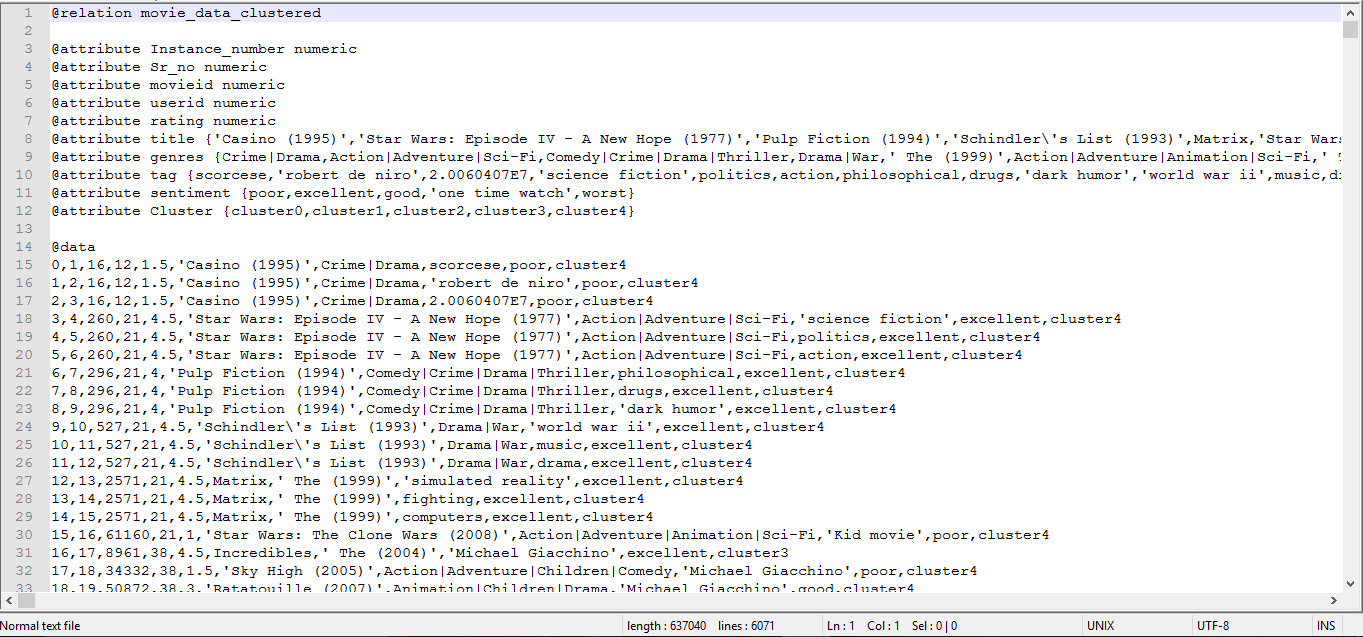 1 @relation movie_data_clustered
2
3 @attribute Instance_number numeric
4 @attribute Sr_no numeric
5 @attribute movieid numeric
6 @attribute userid numeric
7 @attribute rating numeric
8 @attribute title {'Casino (1995)','Star Wars: Episode IV - A New Hope (1977)','Pulp Fiction (1994)','Schindler\'s List (1993)',Matrix,'Star Wars
9 @attribute genres {Crime|Drama,Action|Adventure|Sci-Fi,Comedy|Crime|Drama|Thriller,Drama|War,' The (1999)',Action|Adventure|Animation|Sci-Fi,'
10 @attribute tag {scorcese,'robert de niro',2.0060407E7,'science fiction',politics,action,philosophical,drugs,'dark humor','world war ii',music,
11 @attribute sentiment {poor,excellent,good,'one time watch',worst}
12 @attribute Cluster {cluster0,cluster1,cluster2,cluster3,cluster4}
13
14 @data
15 0,1,16,12,1.5,'Casino (1995)',Crime|Drama,scorcese,poor,cluster4
16 1,2,16,12,1.5,'Casino (1995)',Crime|Drama,'robert de niro',poor,cluster4
17 2,3,16,12,1.5,'Casino (1995)',Crime|Drama,2.0060407E7,poor,cluster4
18 3,4,260,21,4.5,'Star Wars: Episode IV - A New Hope (1977)',Action|Adventure|Sci-Fi,'science fiction',excellent,cluster4
19 4,5,260,21,4.5,'Star Wars: Episode IV - A New Hope (1977)',Action|Adventure|Sci-Fi,politics,excellent,cluster4
20 5,6,260,21,4.5,'Star Wars: Episode IV - A New Hope (1977)',Action|Adventure|Sci-Fi,action,excellent,cluster4
21 6,7,296,21,4,'Pulp Fiction (1994)',Comedy|Crime|Drama|Thriller,philosophical,excellent,cluster4
22 7,8,296,21,4,'Pulp Fiction (1994)',Comedy|Crime|Drama|Thriller,drugs,excellent,cluster4
23 8,9,296,21,4,'Pulp Fiction (1994)',Comedy|Crime|Drama|Thriller,'dark humor',excellent,cluster4
24 9,10,527,21,4.5,'Schindler\'s List (1993)',Drama|War,'world war ii',excellent,cluster4
25 10,11,527,21,4.5,'Schindler\'s List (1993)',Drama|War,music,excellent,cluster4
26 11,12,527,21,4.5,'Schindler\'s List (1993)',Drama|War,drama,excellent,cluster4
27 12,13,2571,21,4.5,Matrix,' The (1999)','simulated reality',excellent,cluster4
28 13,14,2571,21,4.5,Matrix,' The (1999)',fighting,excellent,cluster4
29 14,15,2571,21,4.5,Matrix,' The (1999)',computers,excellent,cluster4
30 15,16,61160,21,1,'Star Wars: The Clone Wars (2008)',Action|Adventure|Animation|Sci-Fi,'Kid movie',poor,cluster4
31 16,17,8961,38,4.5,Incredibles,' The (2004)','Michael Giacchino',excellent,cluster3
32 17,18,34332,38,1.5,'Sky High (2005)',Action|Adventure|Children|Comedy,'Michael Giacchino',poor,cluster4
33 18,19,50872,38,3,'Ratatouille (2007)',Animation|Children|Drama,'Michael Giacchino',good,cluster4
Normal text file length : 637040 lines : 6071 Ln : 1 Col : 1 Sel : 0 | 0 UNIX UTF-8 INS